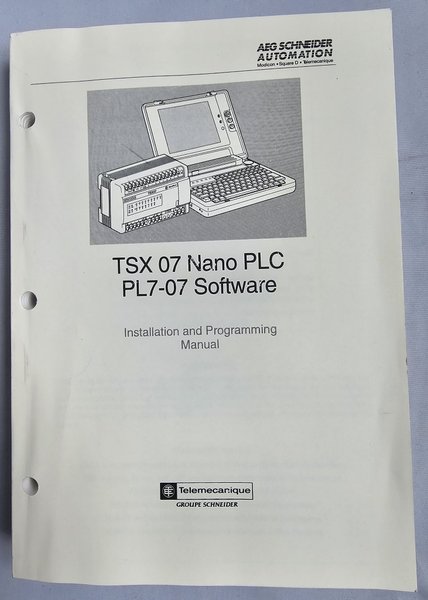 AEG SCHNEIDER
AUTOMATION
Modicon • Square D • Telemecanique
TSX 07 Nano PLC
PL7-07 Software
Installation and Programming
Manual
Telemecanique
GROUPE SCHNEIDER